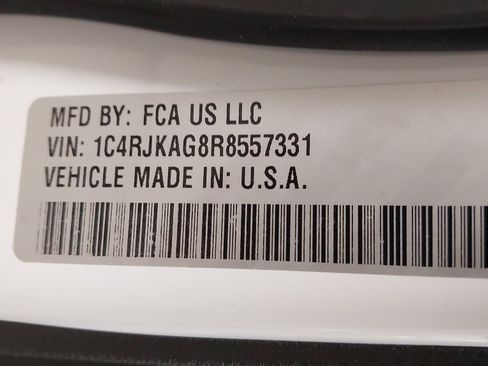 MFD BY: FCA US LLC
VIN: 1C4RJKAG8R8557331
VEHICLE MADE IN: U.S.A.